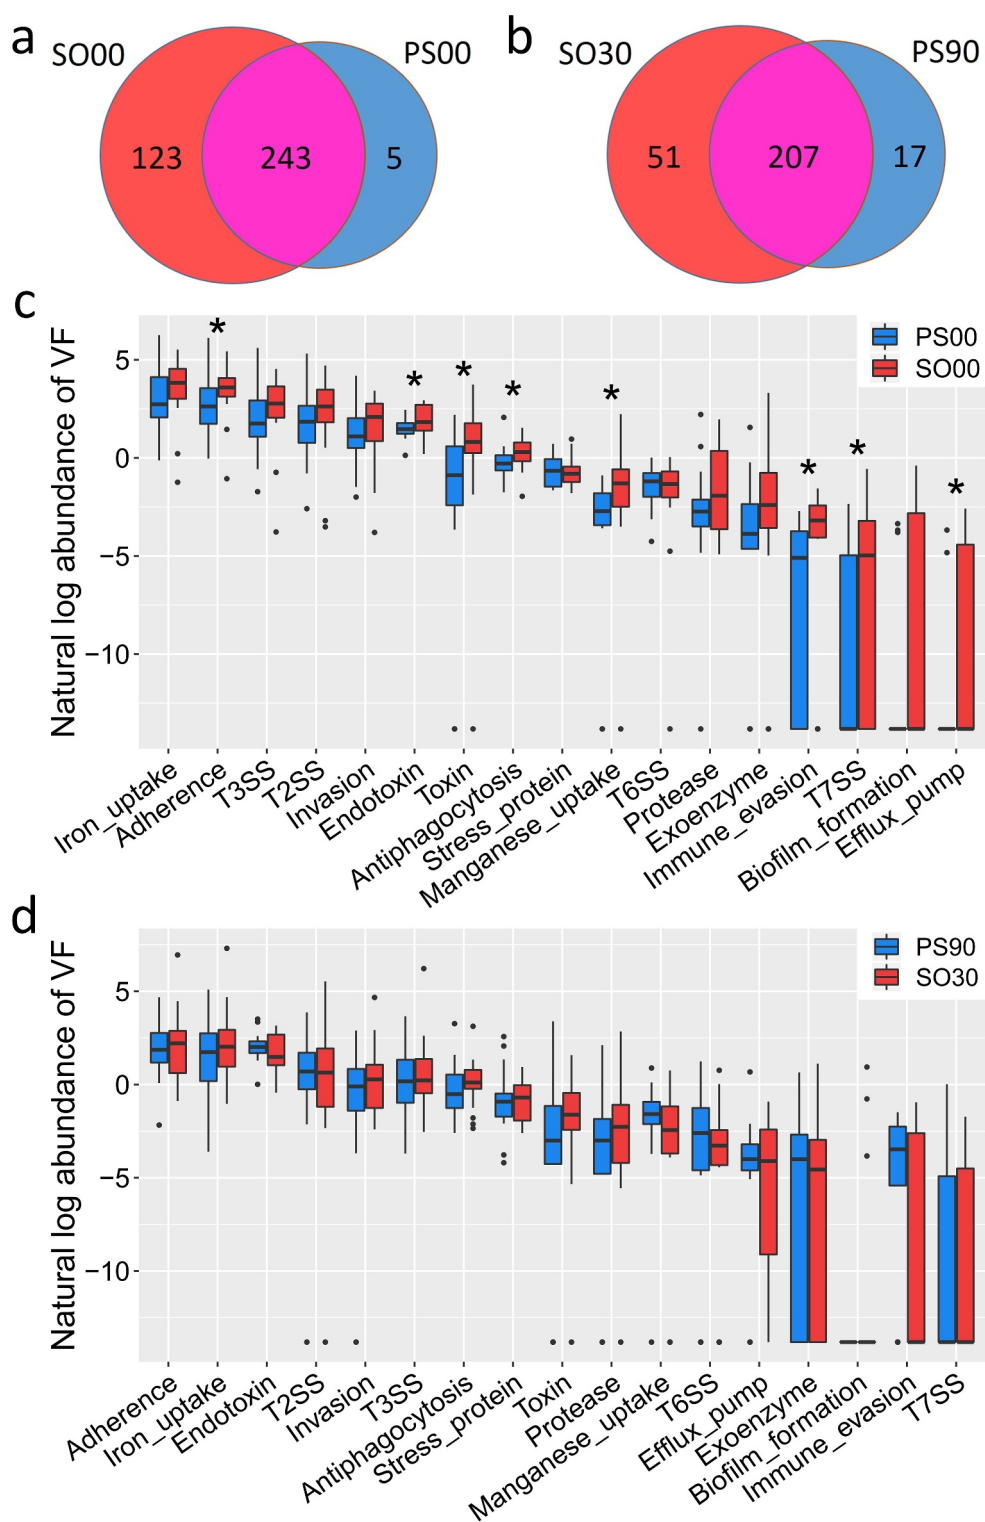 a
SO00
PS00
123
243
5
b
SO30
PS90
51
207
17
c
Natural log abundance of VF
5
0
−5
−10
*
*
*
*
*
*
*
*
PS00
SO00
Iron_uptake
Adherence
T3SS
T2SS
Invasion
Endotoxin
Toxin
Antiphagocytosis
Stress_protein
Manganese_uptake
T6SS
Protease
Exoenzyme
Immune_evasion
T7SS
Biofilm_formation
Efflux_pump
d
Natural log abundance of VF
5
0
−5
−10
PS90
SO30
Adherence
Iron_uptake
Endotoxin
T2SS
Invasion
T3SS
Antiphagocytosis
Stress_protein
Toxin
Protease
Manganese_uptake
T6SS
Efflux_pump
Exoenzyme
Biofilm_formation
Immune_evasion
T7SS